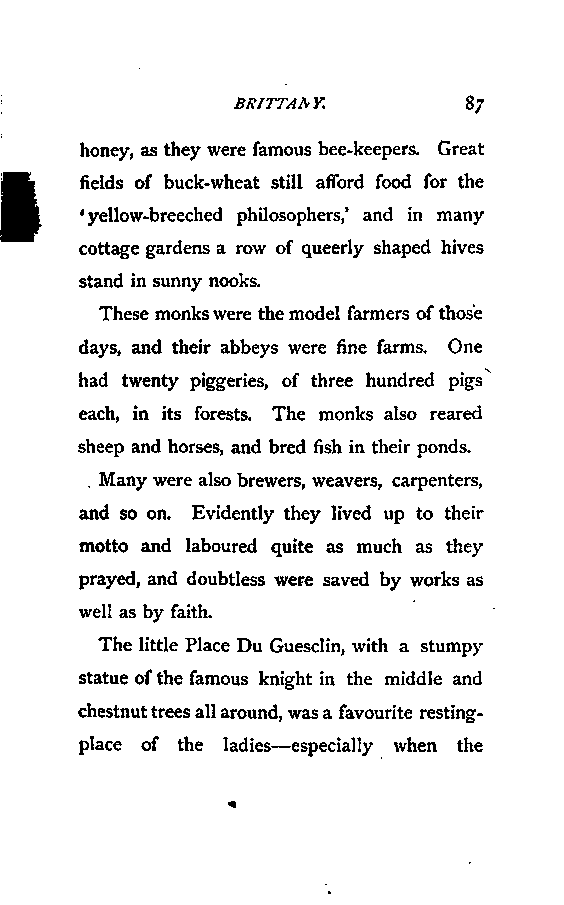 BRITTANY. 87
honey, as they were famous bee-keepers. Great
fields of buck-wheat still afford food for the
'yellow-breeched philosophers,' and in many
cottage gardens a row of queerly shaped hives
stand in sunny nooks.
These monks were the model farmers of those
days, and their abbeys were fine farms. One
had twenty piggeries, of three hundred pigs
each, in its forests. The monks also reared
sheep and horses, and bred fish in their ponds.
Many were also brewers, weavers, carpenters,
and so on. Evidently they lived up to their
motto and laboured quite as much as they
prayed, and doubtless were saved by works as
well as by faith.
The little Place Du Guesclin, with a stumpy
statue of the famous knight in the middle and
chestnut trees all around, was a favourite resting-
place of the ladies—especially when the